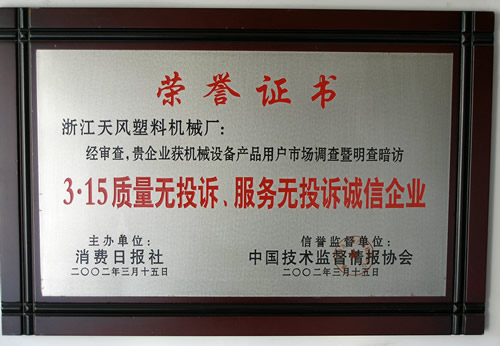 荣誉证书
浙江天风塑料机械厂：
经审查，贵企业获机械设备产品用户市场调查暨明查暗访
3·15质量无投诉、服务无投诉诚信企业
主办单位：
消费日报社
二〇〇二年三月十五日
信誉监督单位：
中国技术监督情报协会
二〇〇二年三月十五日